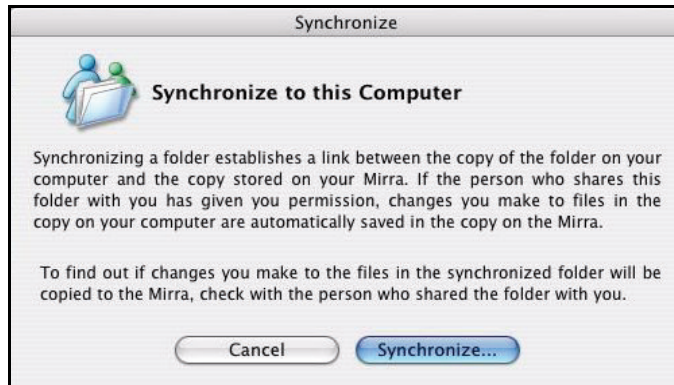 Synchronize
Synchronize to this Computer
Synchronizing a folder establishes a link between the copy of the folder on your
computer and the copy stored on your Mirra. If the person who shares this
folder with you has given you permission, changes you make to files in the
copy on your computer are automatically saved in the copy on the Mirra.
To find out if changes you make to the files in the synchronized folder will be
copied to the Mirra, check with the person who shared the folder with you.
Cancel Synchronize...